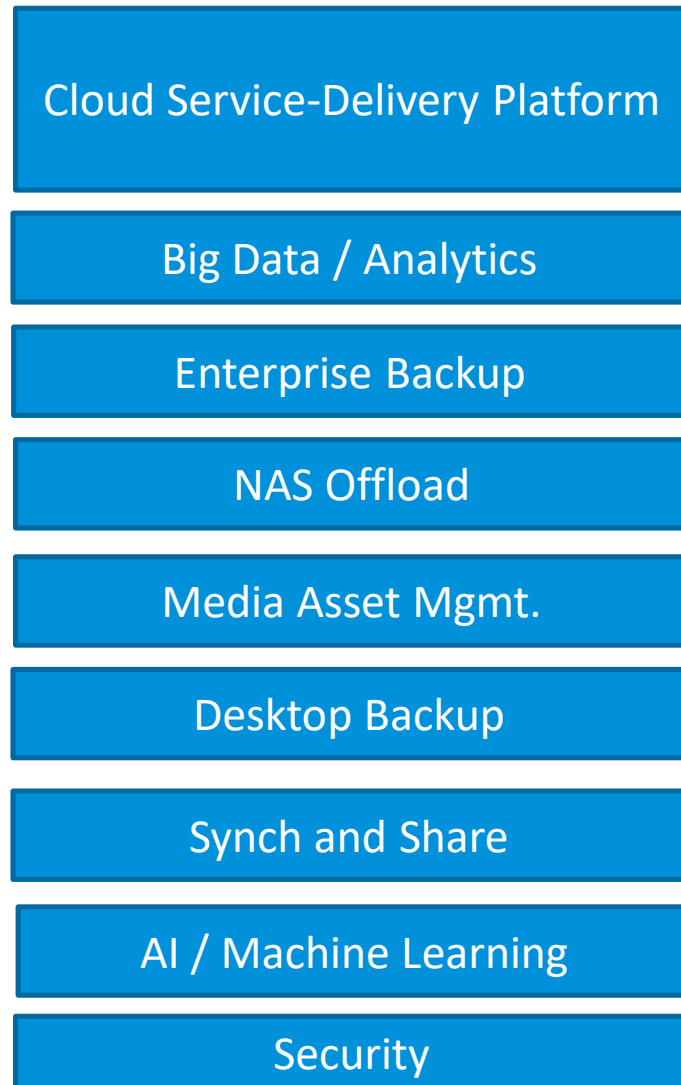 Cloud Service-Delivery Platform
Big Data / Analytics
Enterprise Backup
NAS Offload
Media Asset Mgmt.
Desktop Backup
Synch and Share
AI / Machine Learning
Security